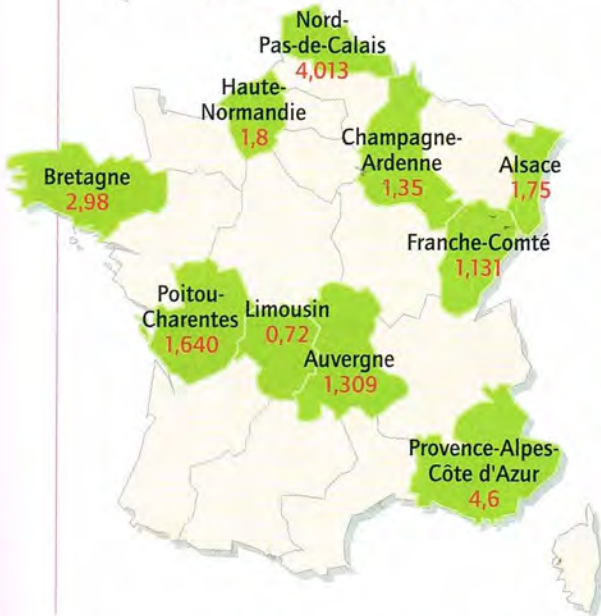 Nord-
Pas-de-Calais
4,013
Haute-
Normandie
1,8
Champagne-
Ardenne
1,35
Alsace
1,75
Bretagne
2,98
Franche-Comté
1,131
Poitou-
Charentes
1,640
Limousin
0,72
Auvergne
1,309
Provence-Alpes-
Côte d'Azur
4,6